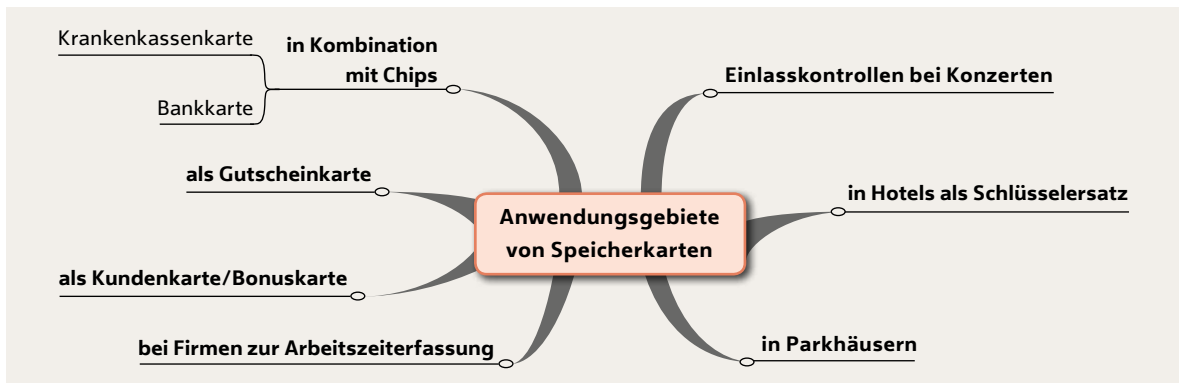 Krankenkassenkarte
in Kombination
mit Chips
Bankkarte
als Gutscheinkarte
als Kundenkarte/Bonuskarte
bei Firmen zur Arbeitszeiterfassung
Anwendungsgebiete
von Speicherkarten
Einlasskontrollen bei Konzerten
in Hotels als Schlüsselersatz
in Parkhäusern